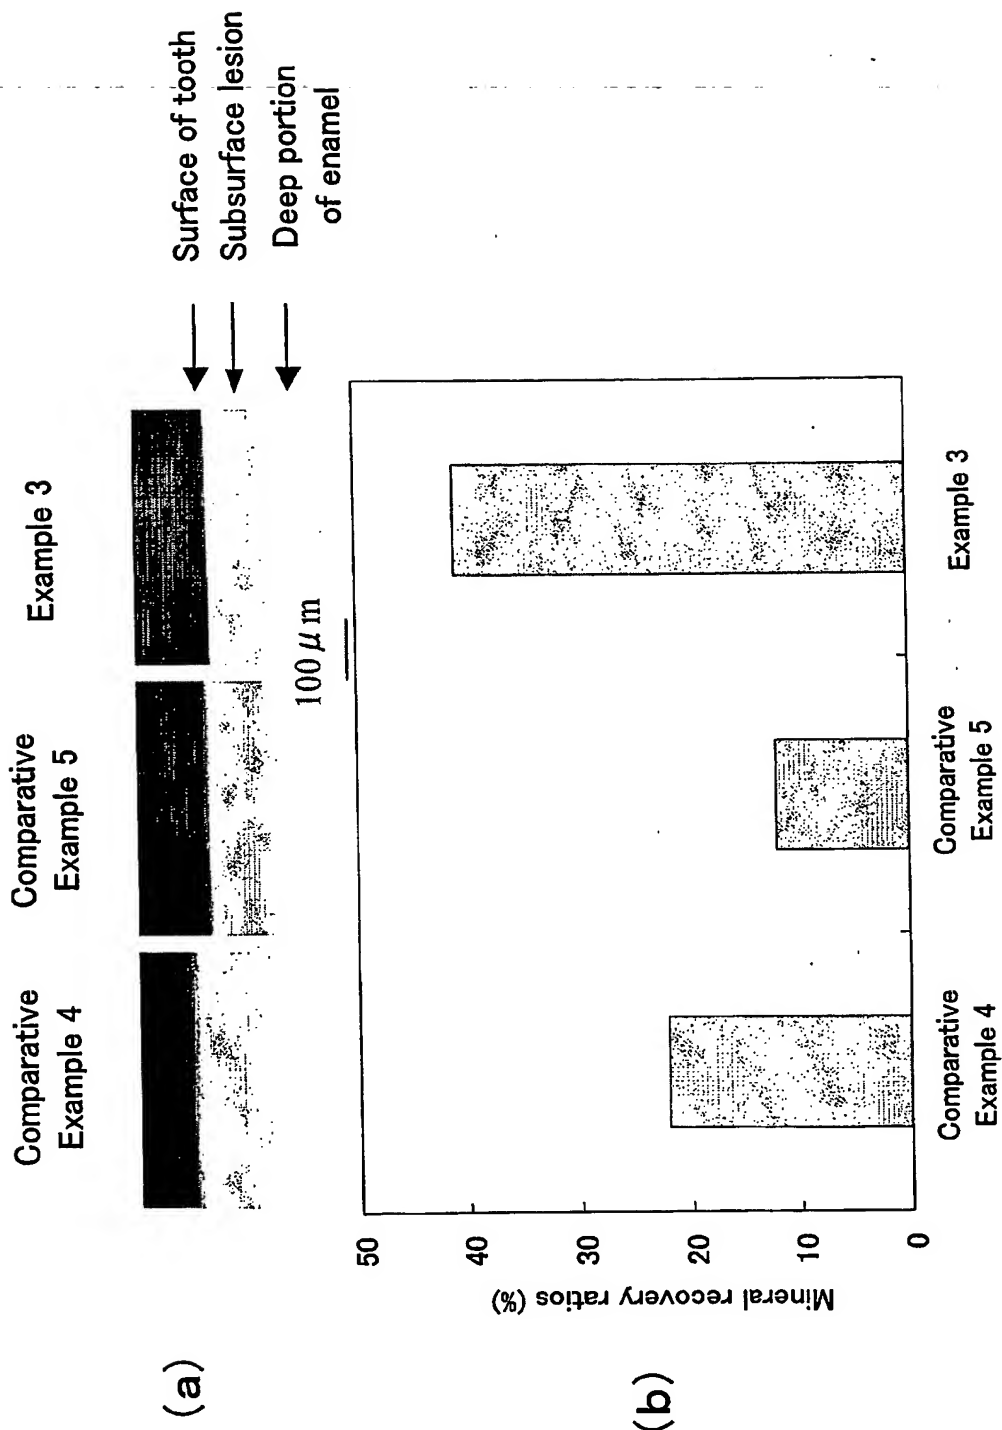 (a)
Comparative
Example 4
Comparative
Example 5
Example 3
Surface of tooth
Subsurface lesion
Deep portion
of enamel
100 μm
(b)
Mineral recovery ratios (%)
50
40
30
20
10
0
Comparative
Example 4
Comparative
Example 5
Example 3